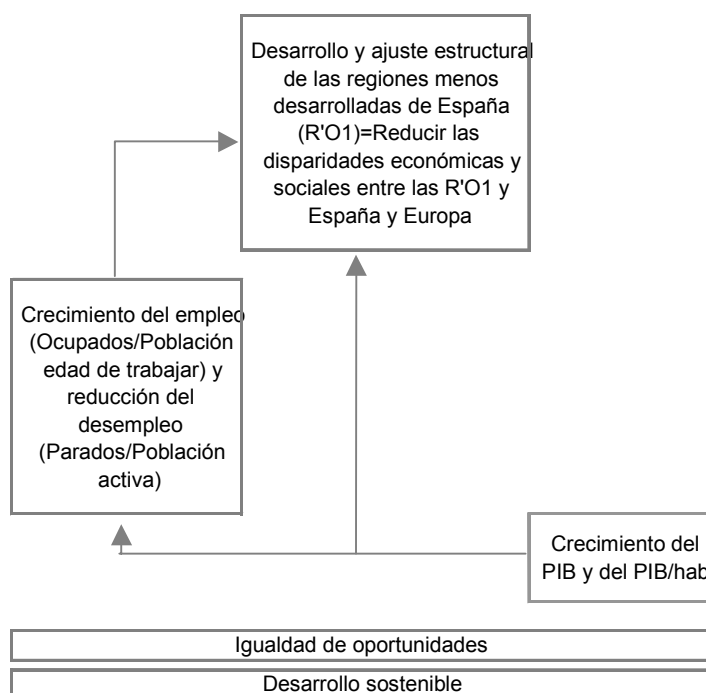 Desarrollo y ajuste estructural
de las regiones menos
desarrolladas de España
(R'O1)=Reducir las
disparidades económicas y
sociales entre las R'O1 y
España y Europa
Crecimiento del empleo
(Ocupados/Población
edad de trabajar) y
reducción del
desempleo
(Parados/Población
activa)
Crecimiento del
PIB y del PIB/hab
Igualdad de oportunidades
Desarrollo sostenible